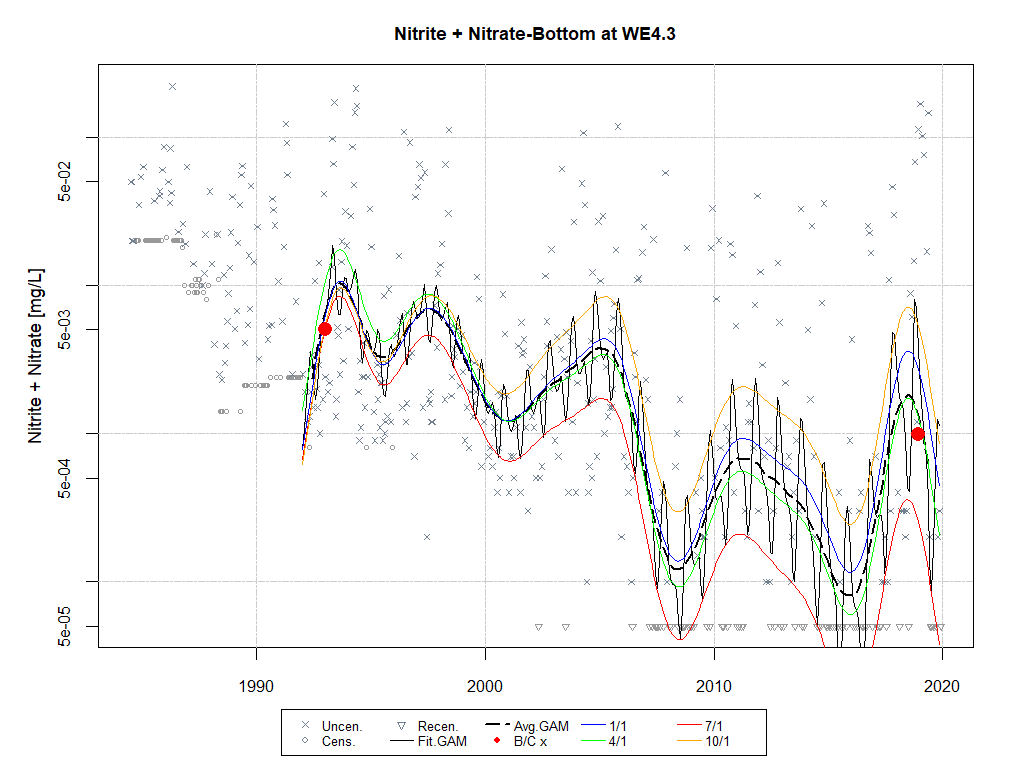 Nitrite + Nitrate-Bottom at WE4.3
Nitrite + Nitrate [mg/L]
5e-02
5e-03
5e-04
5e-05
1990 2000 2010 2020
Uncen. Recen. Avg.GAM 1/1 7/1
Cens. Fit.GAM B/C x 4/1 10/1